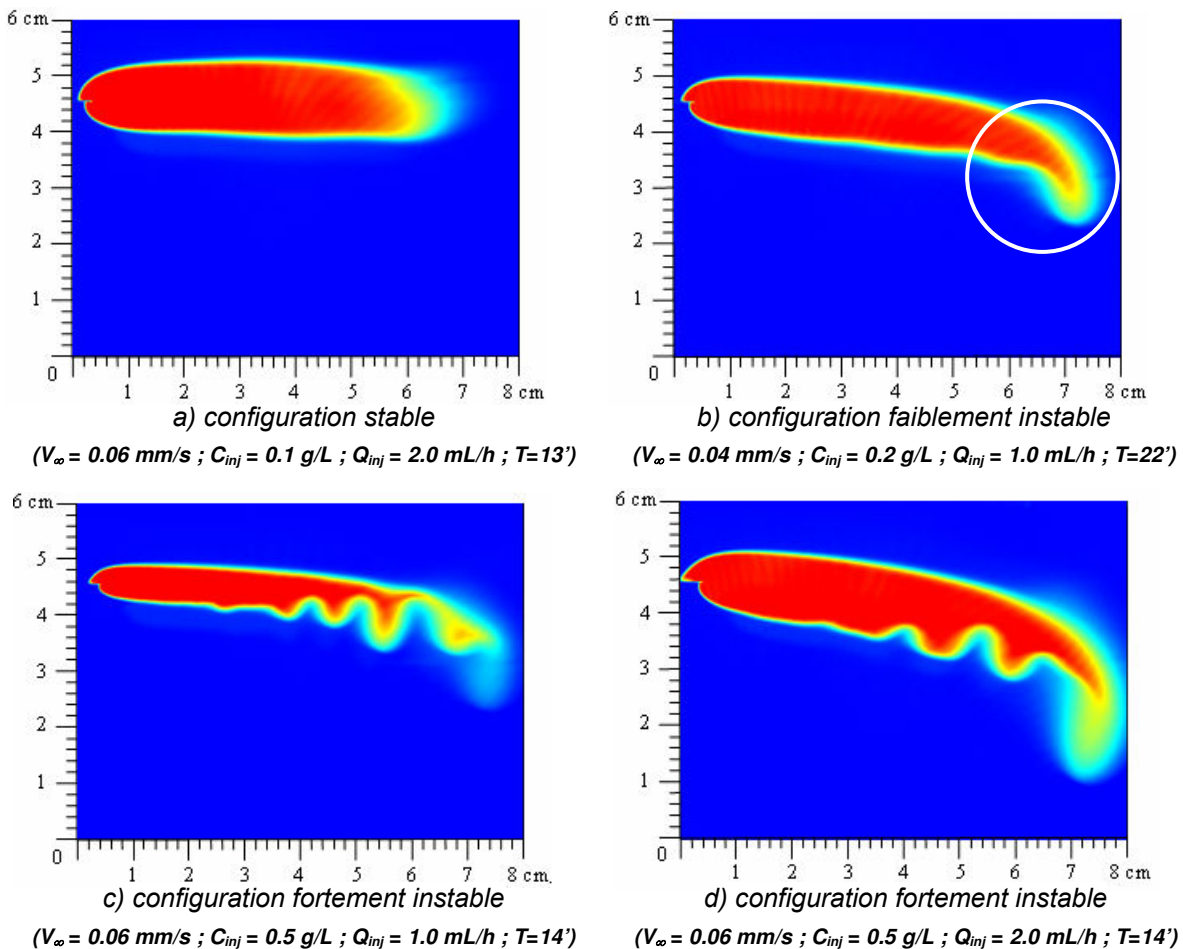 6 cm
5
4
3
2
1
0
1 2 3 4 5 6 7 8 cm
a) configuration stable
(V∞ = 0.06 mm/s ; Cinj = 0.1 g/L ; Qinj = 2.0 mL/h ; T=13’)
6 cm
5
4
3
2
1
0
1 2 3 4 5 6 7 8 cm
b) configuration faiblement instable
(V∞ = 0.04 mm/s ; Cinj = 0.2 g/L ; Qinj = 1.0 mL/h ; T=22’)
6 cm
5
4
3
2
1
0
1 2 3 4 5 6 7 8 cm.
c) configuration fortement instable
(V∞ = 0.06 mm/s ; Cinj = 0.5 g/L ; Qinj = 1.0 mL/h ; T=14’)
6 cm
5
4
3
2
1
0
1 2 3 4 5 6 7 8 cm
d) configuration fortement instable
(V∞ = 0.06 mm/s ; Cinj = 0.5 g/L ; Qinj = 2.0 mL/h ; T=14’)